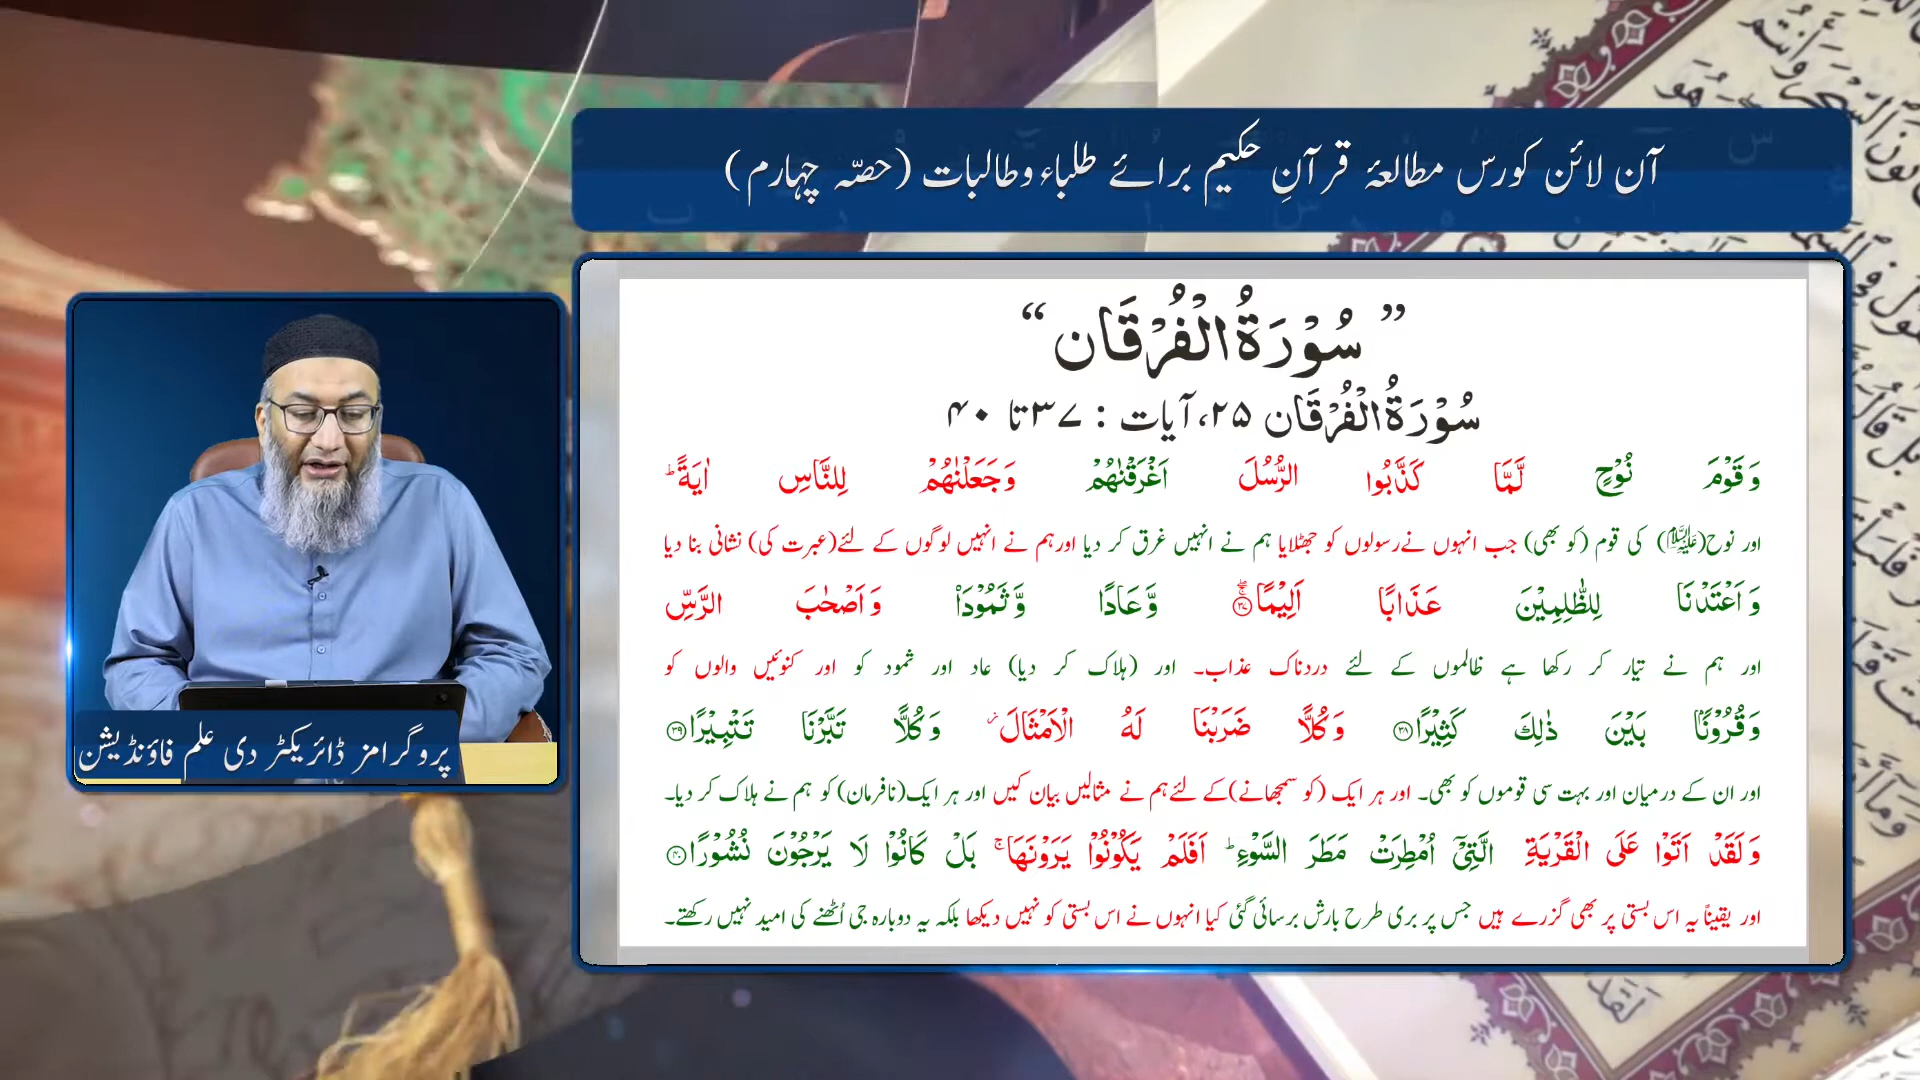 آن لائن کورس مطالعۂ قرآنِ حکیم برائے طلباء وطالبات (حصّہ چہارم)
”سُوْرَۃُ الْفُرْقَان“
سُوْرَۃُ الْفُرْقَان ۲۵، آیات : ۳۷ تا ۴۰
وَ قَوْمَ نُوْحٍ لَّمَّا كَذَّبُوا الرُّسُلَ اَغْرَقْنٰهُمْ وَ جَعَلْنٰهُمْ لِلنَّاسِ اٰيَةً ؕ
اور نوح(علیہ السلام) کی قوم (کو بھی) جب انہوں نے رسولوں کو جھٹلایا ہم نے انہیں غرق کر دیا اور ہم نے انہیں لوگوں کے لئے(عبرت کی) نشانی بنا دیا
وَ اَعْتَدْنَا لِلظّٰلِمِيْنَ عَذَابًا اَلِيْمًا ﴿۳۷﴾ ۖۚ وَّ عَادًا وَّ ثَمُوْدَاۡ وَ اَصْحٰبَ الرَّسِّ
اور ہم نے تیار کر رکھا ہے ظالموں کے لئے دردناک عذاب۔ اور (ہلاک کر دیا) عاد اور ثمود کو اور کنوئیں والوں کو
وَ قُرُوْنًۢا بَيْنَ ذٰلِكَ كَثِيْرًا ﴿۳۸﴾ وَ كُلًّا ضَرَبْنَا لَهُ الْاَمْثَالَ ؗ وَ كُلًّا تَبَّرْنَا تَتْبِيْرًا ﴿۳۹﴾
اور ان کے درمیان اور بہت سی قوموں کو بھی۔ اور ہر ایک (کو سمجھانے) کے لئے ہم نے مثالیں بیان کیں اور ہر ایک(نافرمان) کو ہم نے ہلاک کر دیا۔
وَ لَقَدْ اَتَوْا عَلَى الْقَرْيَةِ الَّتِيْۤ اُمْطِرَتْ مَطَرَ السَّوْءِ ؕ اَفَلَمْ يَكُوْنُوْا يَرَوْنَهَا ۚ بَلْ كَانُوْا لَا يَرْجُوْنَ نُشُوْرًا ﴿۴۰﴾
اور یقیناً یہ اس بستی پر بھی گزرے ہیں جس پر بری طرح بارش برسائی گئی کیا انہوں نے اس بستی کو نہیں دیکھا بلکہ یہ دوبارہ جی اُٹھنے کی امید نہیں رکھتے۔
پروگرامز ڈائریکٹر دی علم فاؤنڈیشن